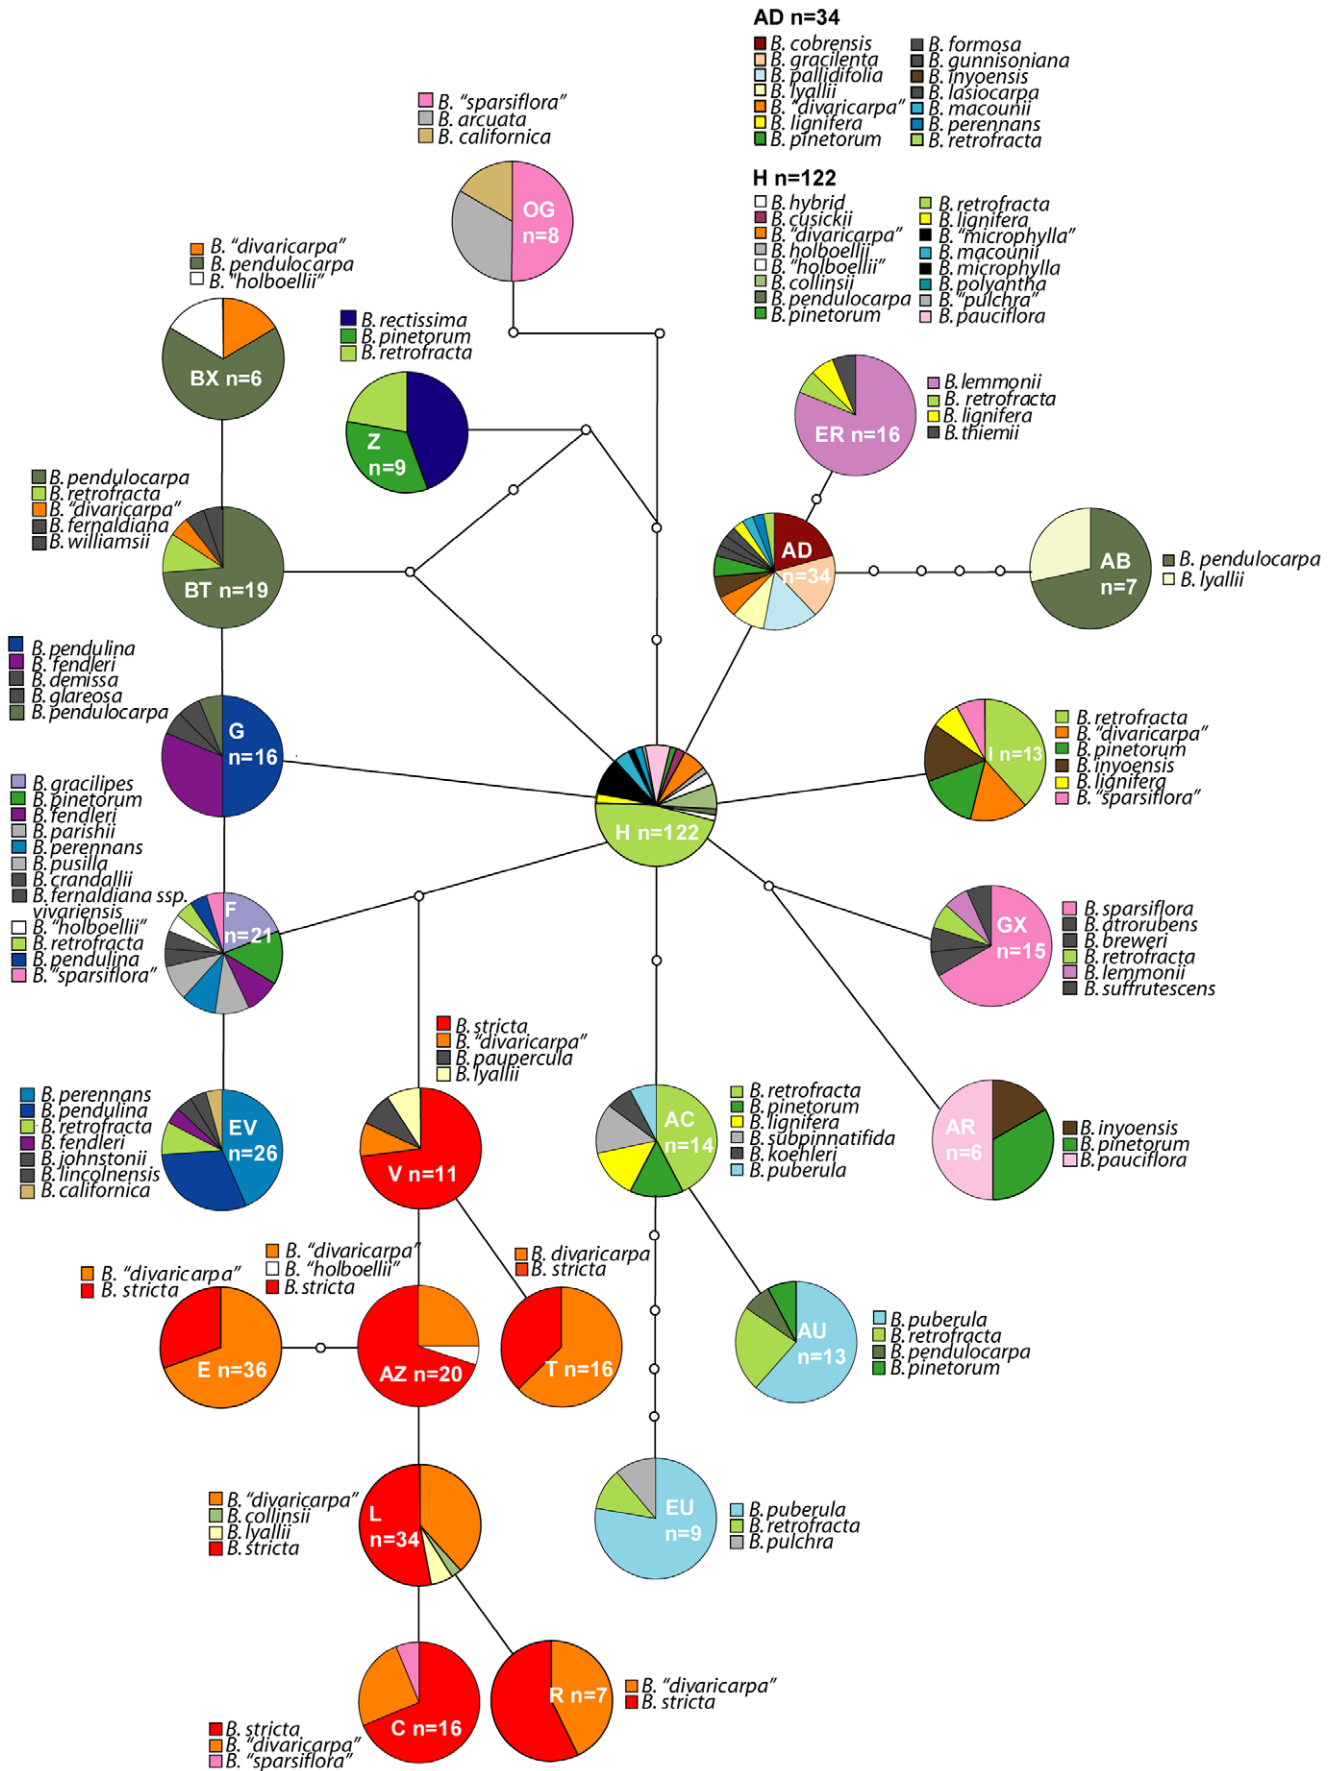 AD n=34
B. cobrensis
B. gracilenta
B. pallidifolia
B. lyallii
B. "divaricarpa"
B. lignifera
B. pinetorum
B. formosa
B. gunnisoniana
B. inyoensis
B. lasiocarpa
B. macounii
B. perennans
B. retrofracta
H n=122
B. hybrid
B. cusickii
B. "divaricarpa"
B. holboellii
B. "holboellii"
B. collinsii
B. pendulocarpa
B. pinetorum
B. retrofracta
B. lignifera
B. "microphylla"
B. macounii
B. microphylla
B. polyantha
B. "pulchra"
B. pauciflora
B. "sparsiflora"
B. arcuata
B. californica
OG
n=8
B. "divaricarpa"
B. pendulocarpa
B. "holboellii"
BX n=6
B. rectissima
B. pinetorum
B. retrofracta
Z
n=9
B. lemmonii
B. retrofracta
B. lignifera
B. thiemii
ER n=16
B. pendulocarpa
B. retrofracta
B. "divaricarpa"
B. fernaldiana
B. williamsii
BT n=19
AD
n=34
AB
n=7
B. pendulocarpa
B. lyallii
B. pendulina
B. fendleri
B. demissa
B. glareosa
B. pendulocarpa
G
n=16
H n=122
I n=13
B. retrofracta
B. "divaricarpa"
B. pinetorum
B. inyoensis
B. lignifera
B. "sparsiflora"
B. gracilipes
B. pinetorum
B. fendleri
B. parishii
B. perennans
B. pusilla
B. crandallii
B. fernaldiana ssp.
vivariensis
B. "holboellii"
B. retrofracta
B. pendulina
B. "sparsiflora"
F
n=21
GX
n=15
B. sparsiflora
B. atrorubens
B. breweri
B. retrofracta
B. lemmonii
B. suffrutescens
B. perennans
B. pendulina
B. retrofracta
B. fendleri
B. johnstonii
B. lincolnensis
B. californica
EV
n=26
B. stricta
B. "divaricarpa"
B. paupercula
B. lyallii
V n=11
AC
n=14
B. retrofracta
B. pinetorum
B. lignifera
B. subpinnatifida
B. koehleri
B. puberula
AR
n=6
B. inyoensis
B. pinetorum
B. pauciflora
B. "divaricarpa"
B. stricta
E n=36
B. "divaricarpa"
B. "holboellii"
B. stricta
AZ n=20
B. divaricarpa
B. stricta
T n=16
AU
n=13
B. puberula
B. retrofracta
B. pendulocarpa
B. pinetorum
B. "divaricarpa"
B. collinsii
B. lyallii
B. stricta
L
n=34
EU
n=9
B. puberula
B. retrofracta
B. pulchra
B. stricta
B. "divaricarpa"
B. "sparsiflora"
C n=16
R n=7
B. "divaricarpa"
B. stricta